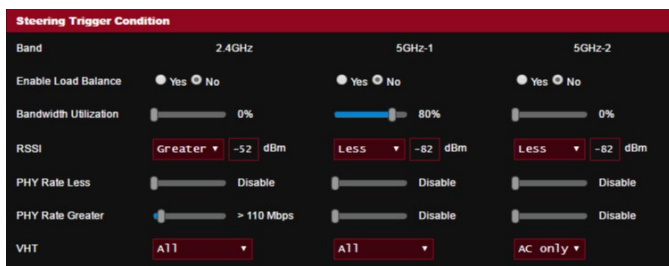 Steering Trigger Condition
Band 2.4GHz 5GHz-1 5GHz-2
Enable Load Balance Yes No Yes No Yes No
Bandwidth Utilization 0% 80% 0%
RSSI Greater -52 dBm Less -82 dBm Less -82 dBm
PHY Rate Less Disable Disable Disable
PHY Rate Greater > 110 Mbps Disable Disable
VHT All All AC only